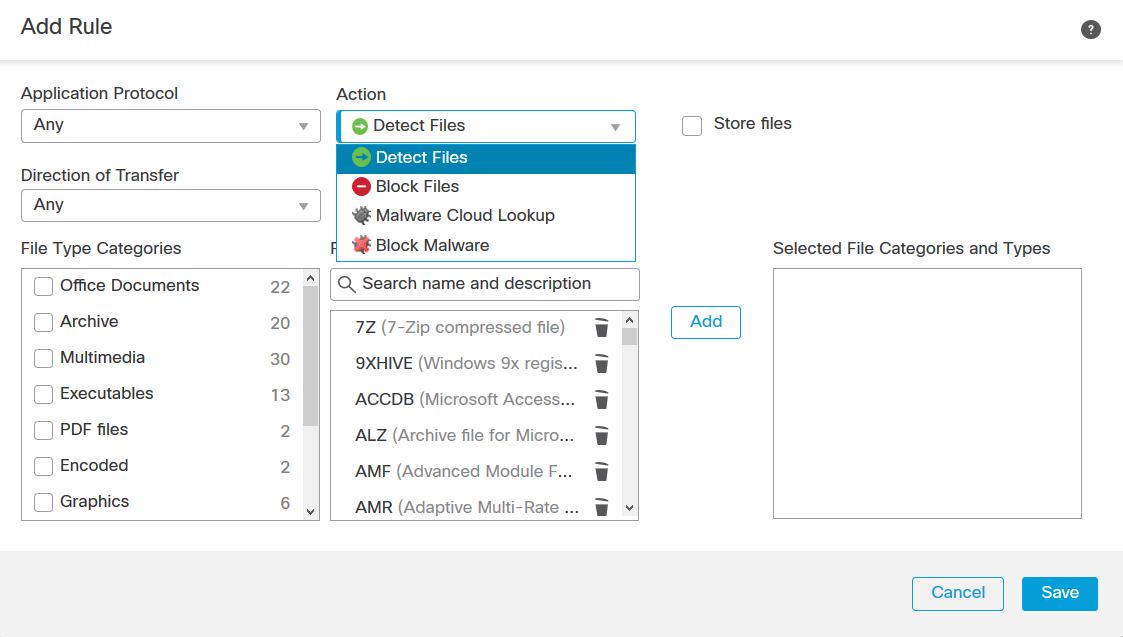 Add Rule
?
Application Protocol
Any
Action
Detect Files
Detect Files
Block Files
Malware Cloud Lookup
Block Malware
Store files
Direction of Transfer
Any
File Type Categories
Office Documents 22
Archive 20
Multimedia 30
Executables 13
PDF files 2
Encoded 2
Graphics 6
Search name and description
7Z (7-Zip compressed file)
9XHIVE (Windows 9x regis...
ACCDB (Microsoft Access...
ALZ (Archive file for Micro...
AMF (Advanced Module F...
AMR (Adaptive Multi-Rate ...
Add
Selected File Categories and Types
Cancel
Save